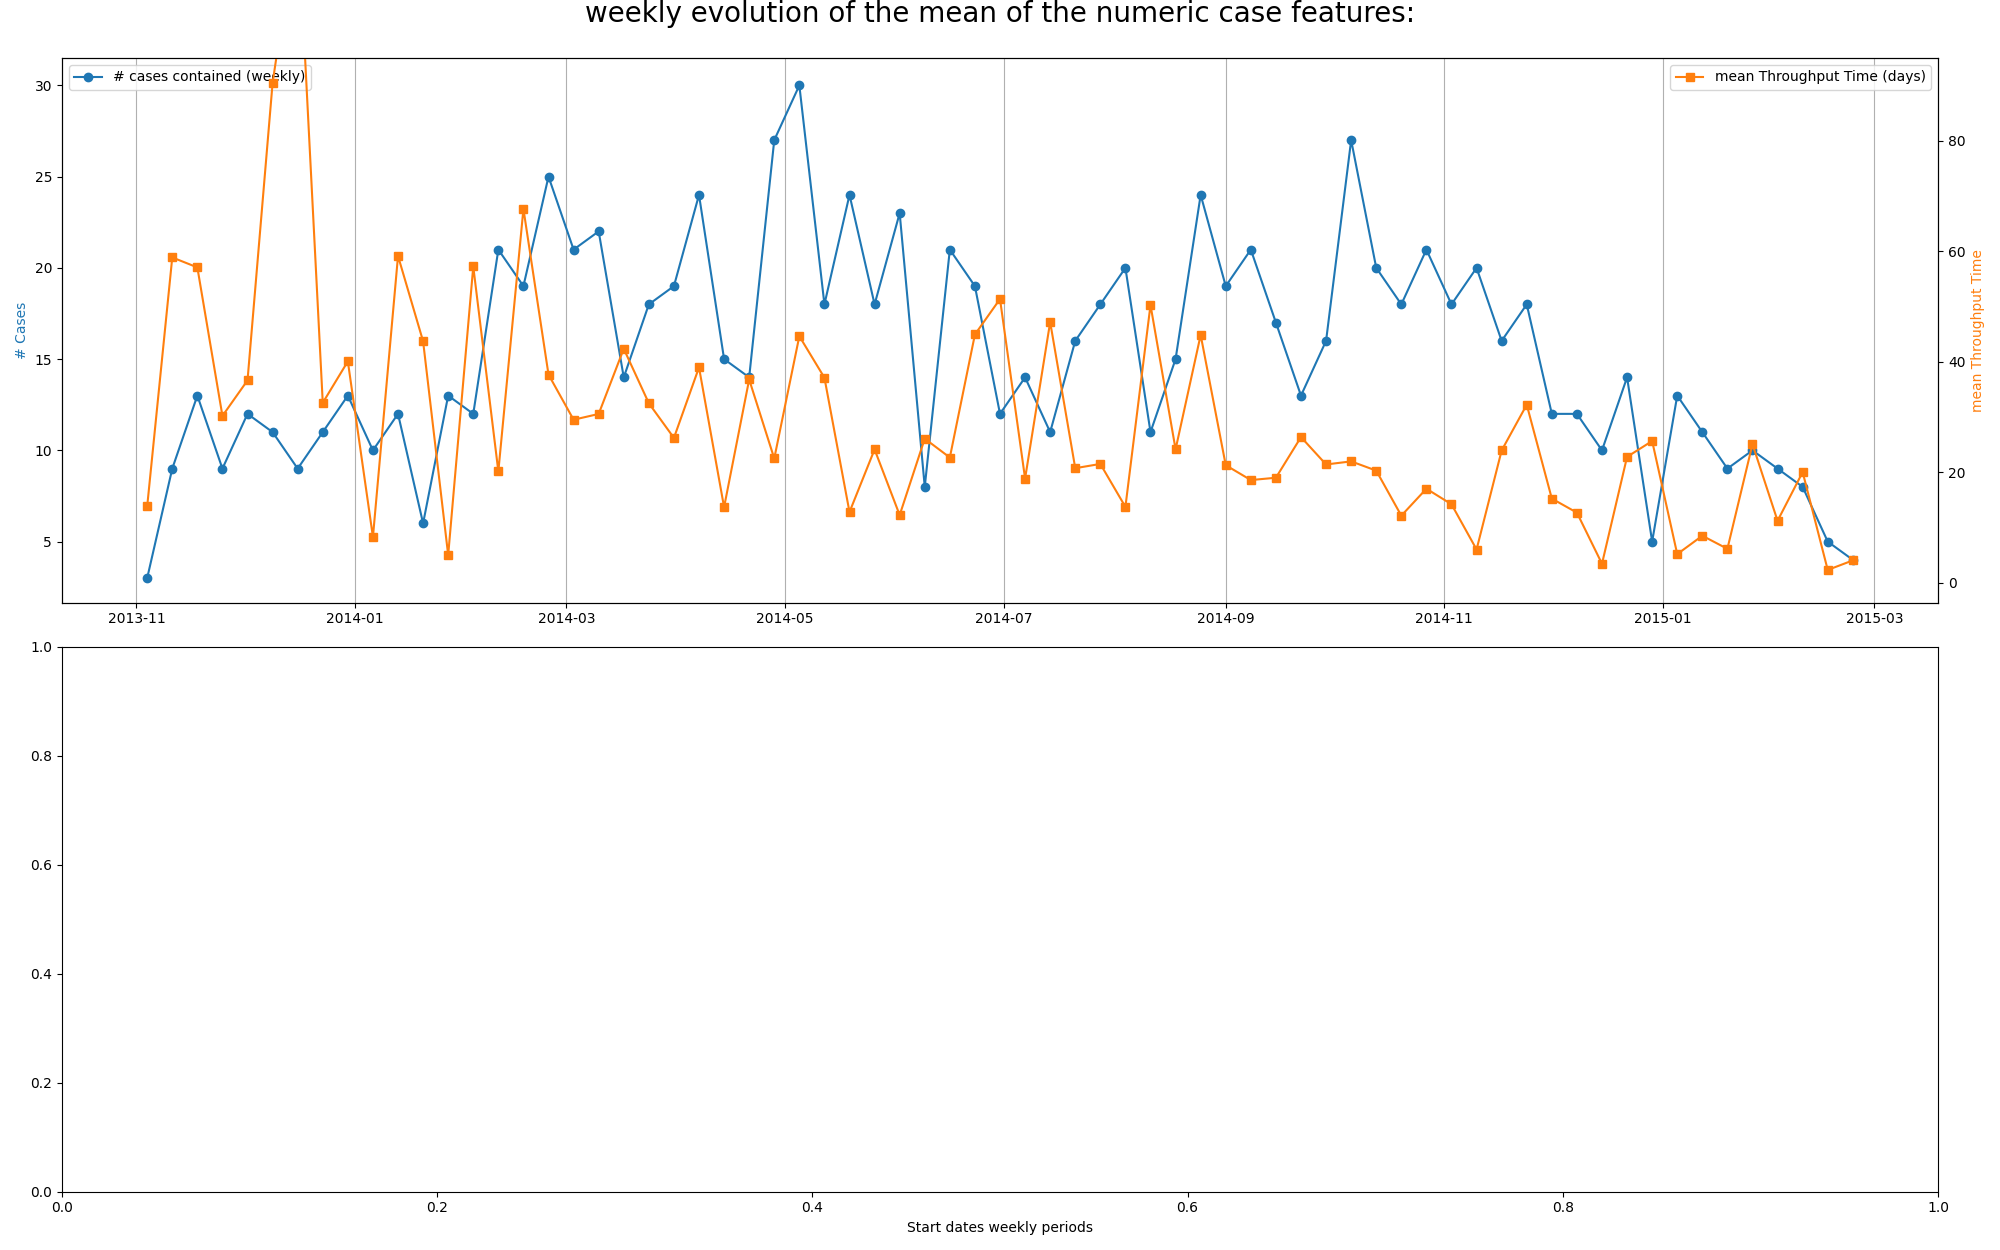 weekly evolution of the mean of the numeric case features:
# cases contained (weekly)
mean Throughput Time (days)
30
25
20
15
10
5
# Cases
80
60
40
20
0
mean Throughput Time
2013-11 2014-01 2014-03 2014-05 2014-07 2014-09 2014-11 2015-01 2015-03
1.0
0.8
0.6
0.4
0.2
0.0
0.0 0.2 0.4 0.6 0.8 1.0
Start dates weekly periods